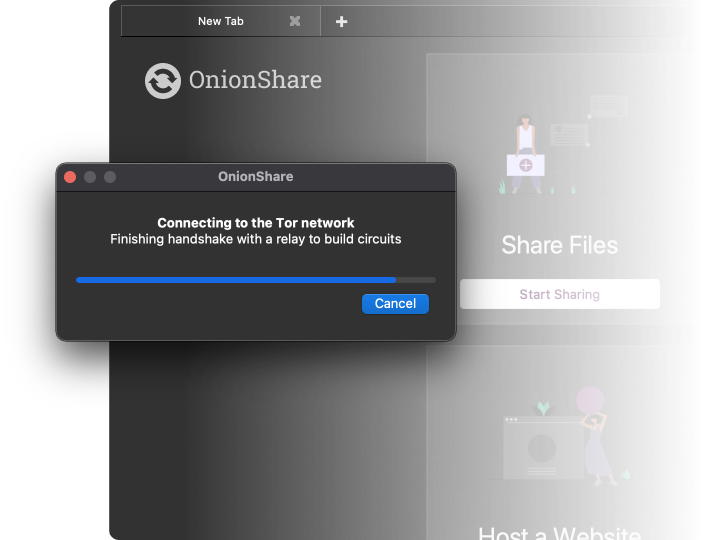 New Tab
OnionShare
OnionShare
Connecting to the Tor network
Finishing handshake with a relay to build circuits
Cancel
Share Files
Start Sharing
Host a Website